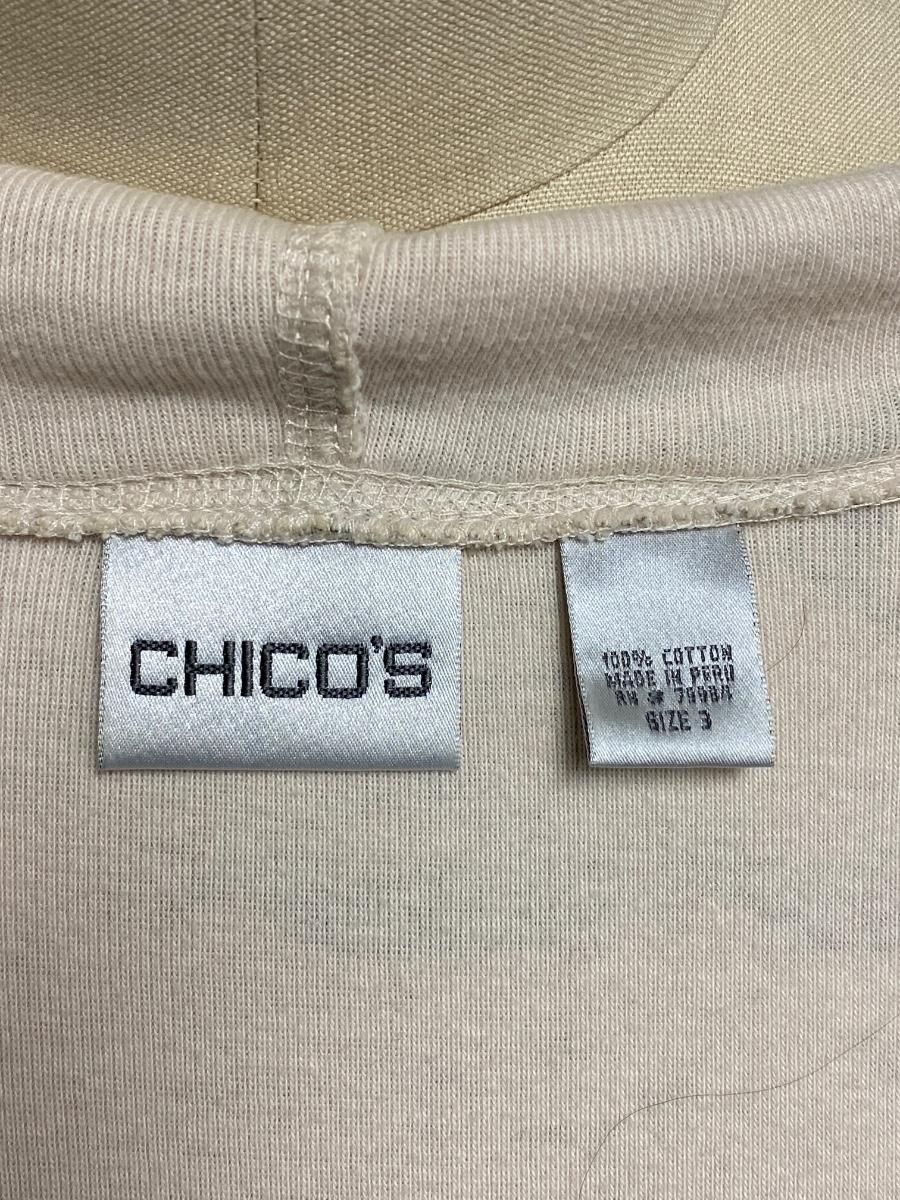 CHICO'S
100% COTTON
MADE IN PERU
RN # 79984
SIZE 3